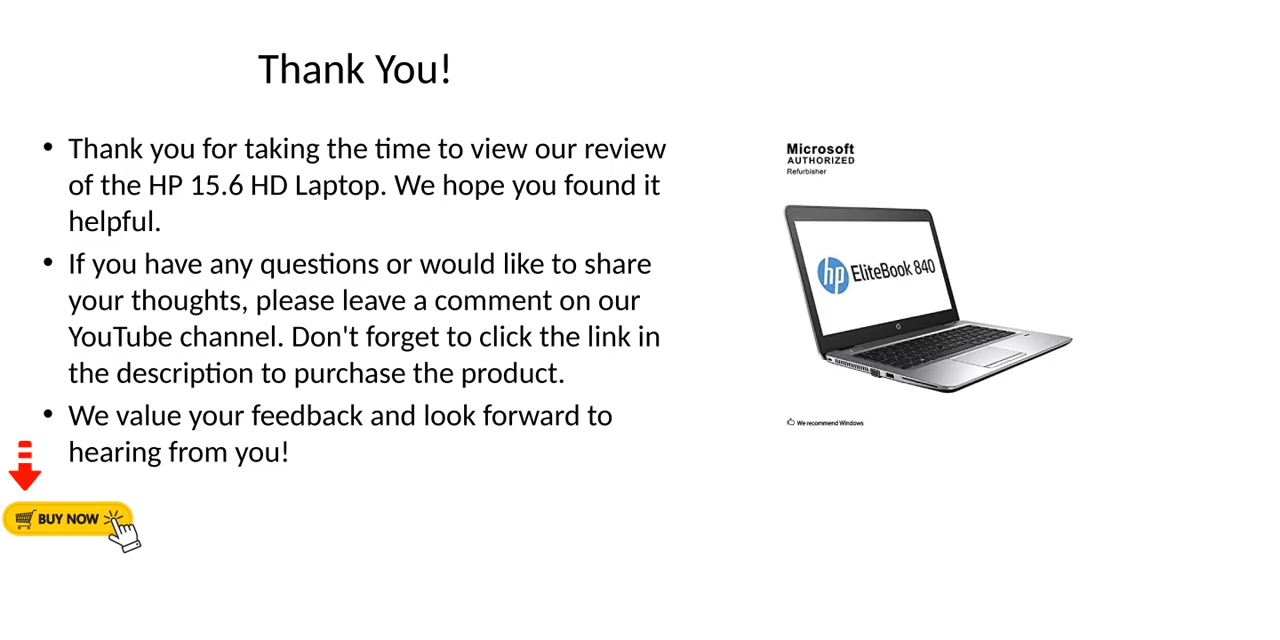 Thank You!
• Thank you for taking the time to view our review
of the HP 15.6 HD Laptop. We hope you found it
helpful.
• If you have any questions or would like to share
your thoughts, please leave a comment on our
YouTube channel. Don't forget to click the link in
the description to purchase the product.
• We value your feedback and look forward to
hearing from you!
BUY NOW
Microsoft
AUTHORIZED
Refurbisher
hp EliteBook 840
We recommend Windows